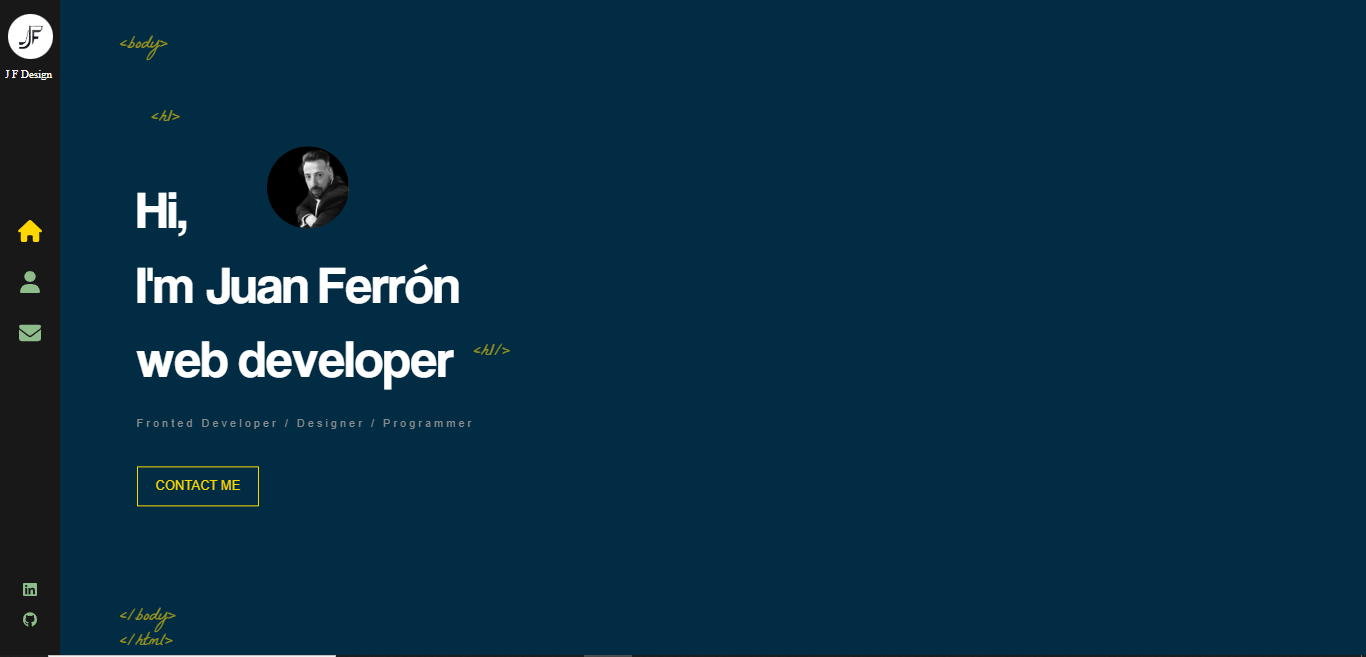 JF
J F Design
<body>
<h1>
Hi,
I'm Juan Ferrón
web developer
<h1/>
Fronted Developer / Designer / Programmer
CONTACT ME
</body>
</html>